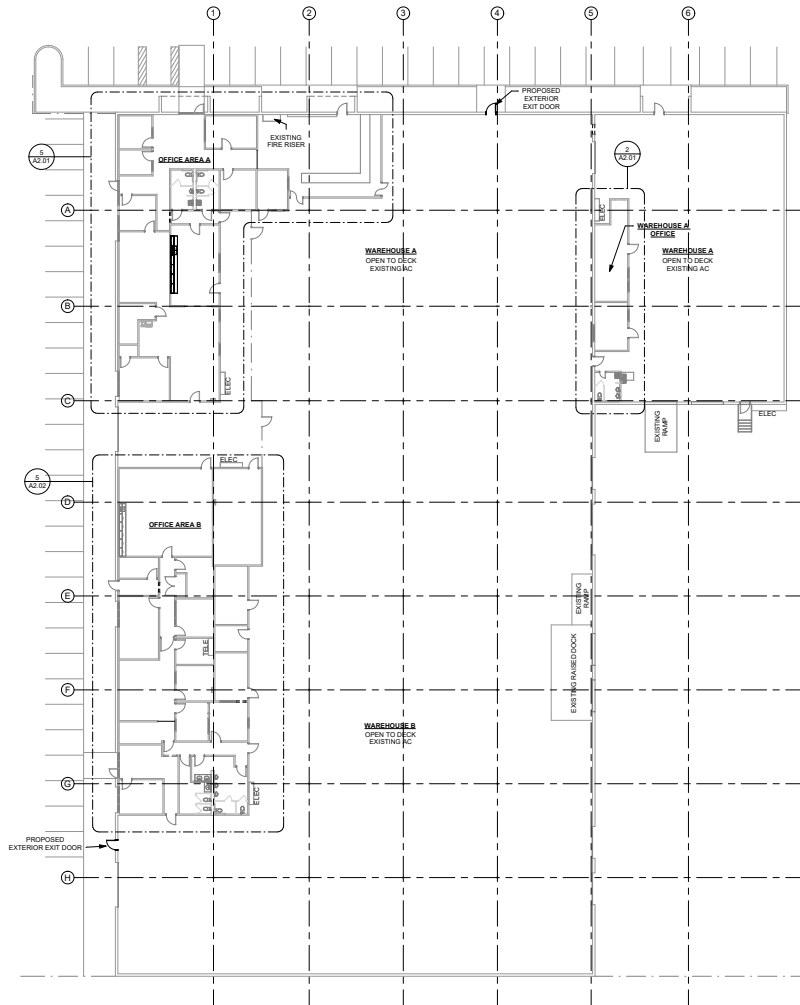 1
2
3
4
5
6
PROPOSED
EXTERIOR
EXIT DOOR
EXISTING
FIRE RISER
5
A2.01
OFFICE AREA A
2
A2.01
A
ELEC
WAREHOUSE A
OFFICE
WAREHOUSE A
OPEN TO DECK
EXISTING AC
WAREHOUSE A
OPEN TO DECK
EXISTING AC
B
ELEC
C
EXISTING
RAMP
ELEC
ELEC
5
A2.02
D
OFFICE AREA B
E
EXISTING
RAMP
TELE
EXISTING RAISED DOCK
F
WAREHOUSE B
OPEN TO DECK
EXISTING AC
G
ELEC
PROPOSED
EXTERIOR EXIT DOOR
H